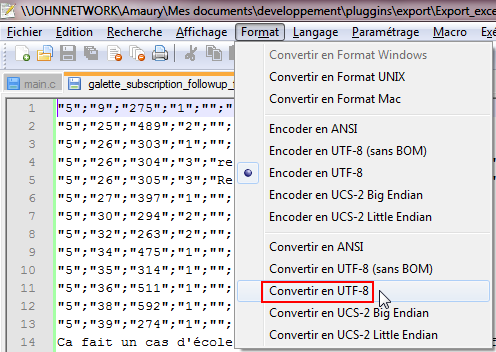 \\JOHNNETWORK\Amaury\Mes documents\developpement\pluggins\export\Export_exce
Fichier Edition Recherche Affichage Format Langage Paramétrage Macro Exé
main.c galette_subscription_followup_
Convertir en Format Windows
Convertir en Format UNIX
Convertir en Format Mac
Encoder en ANSI
Encoder en UTF-8 (sans BOM)
Encoder en UTF-8
Encoder en UCS-2 Big Endian
Encoder en UCS-2 Little Endian
Convertir en ANSI
Convertir en UTF-8 (sans BOM)
Convertir en UTF-8
Convertir en UCS-2 Big Endian
Convertir en UCS-2 Little Endian
1 "5";"9";"275";"1";"";"
2 "5";"25";"489";"2";"";
3 "5";"26";"303";"1";"";
4 "5";"26";"304";"3";"re
5 "5";"26";"305";"3";"Re
6 "5";"27";"397";"1";"";
7 "5";"30";"294";"2";"";
8 "5";"32";"263";"2";"";
9 "5";"34";"475";"1";"";
10 "5";"35";"314";"1";"";
11 "5";"36";"511";"1";"";
12 "5";"38";"592";"1";"";
13 "5";"39";"274";"1";"";
14 Ca fait un cas d'école